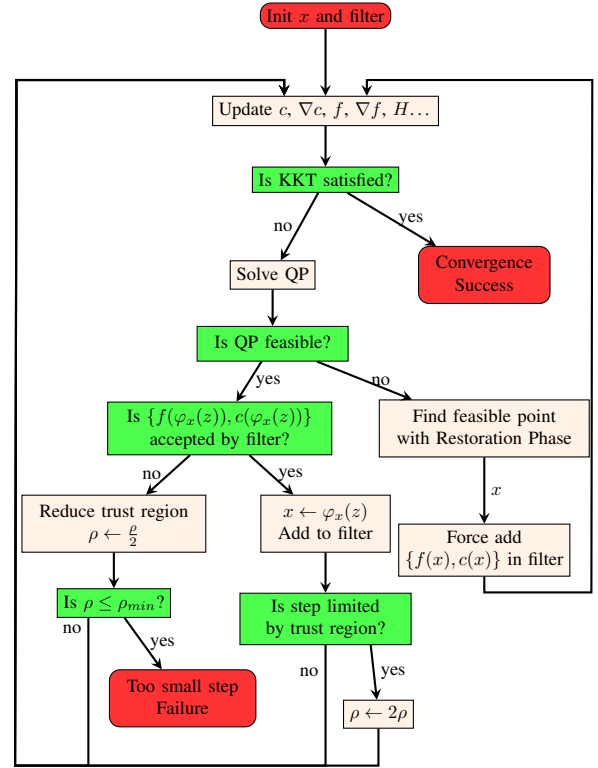 Init x and filter
Update c, ∇c, f, ∇f, H...
Is KKT satisfied?
no
yes
Solve QP
Convergence
Success
Is QP feasible?
yes
no
Is {f(φ_x(z)), c(φ_x(z))}
accepted by filter?
Find feasible point
with Restoration Phase
no
yes
x
Reduce trust region
ρ ← ρ/2
x ← φ_x(z)
Add to filter
Force add
{f(x), c(x)} in filter
Is ρ ≤ ρ_min?
Is step limited
by trust region?
no
yes
no
yes
Too small step
Failure
ρ ← 2ρ